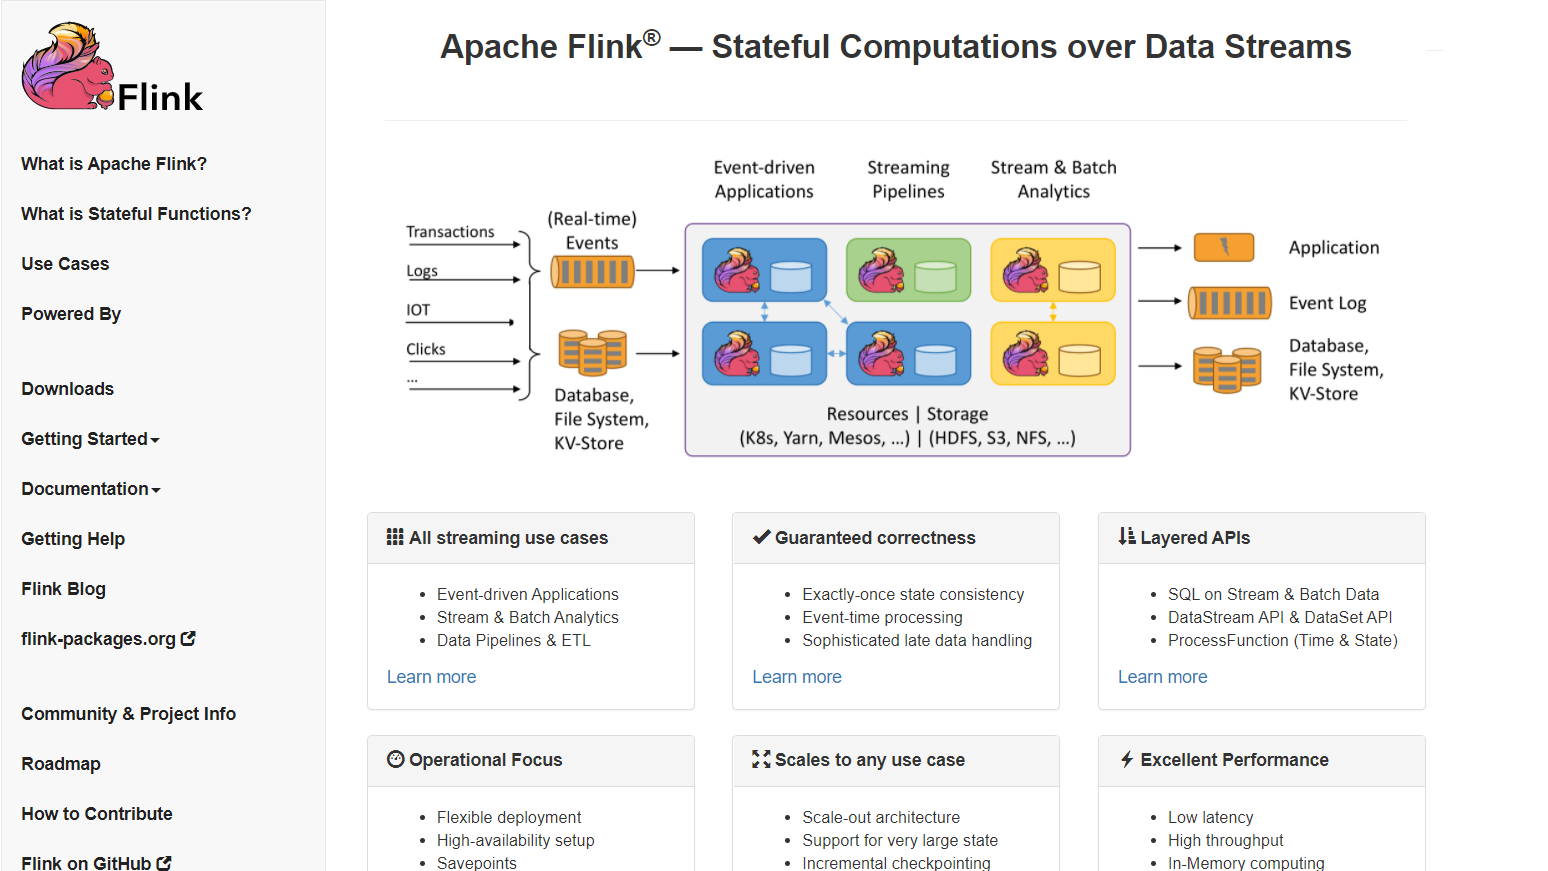 Flink
What is Apache Flink?
What is Stateful Functions?
Use Cases
Powered By
Downloads
Getting Started
Documentation
Getting Help
Flink Blog
flink-packages.org
Community & Project Info
Roadmap
How to Contribute
Flink on GitHub
Apache Flink® — Stateful Computations over Data Streams
Event-driven
Applications
Streaming
Pipelines
Stream & Batch
Analytics
Transactions
Logs
IOT
Clicks
...
(Real-time)
Events
Database,
File System,
KV-Store
Resources | Storage
(K8s, Yarn, Mesos, ...) | (HDFS, S3, NFS, ...)
Application
Event Log
Database,
File System,
KV-Store
All streaming use cases
Event-driven Applications
Stream & Batch Analytics
Data Pipelines & ETL
Learn more
Guaranteed correctness
Exactly-once state consistency
Event-time processing
Sophisticated late data handling
Learn more
Layered APIs
SQL on Stream & Batch Data
DataStream API & DataSet API
ProcessFunction (Time & State)
Learn more
Operational Focus
Flexible deployment
High-availability setup
Savepoints
Scales to any use case
Scale-out architecture
Support for very large state
Incremental checkpointing
Excellent Performance
Low latency
High throughput
In-Memory computing